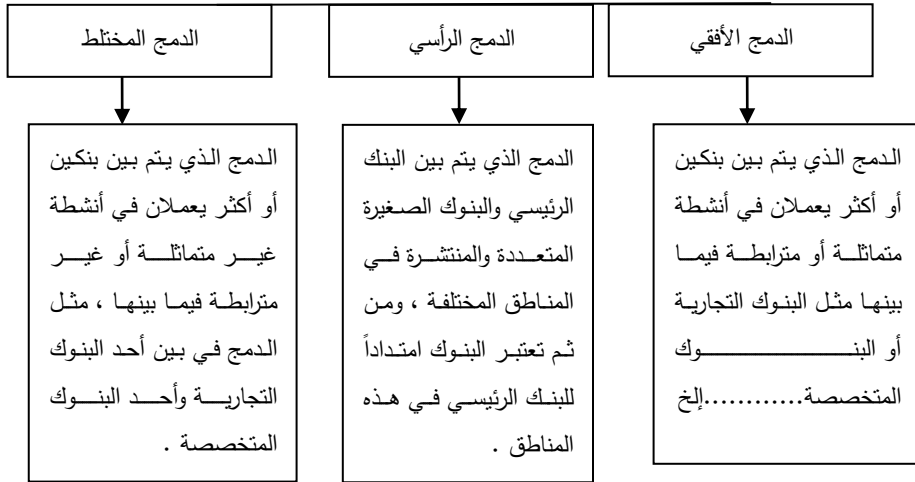 الدمج الأفقي
الدمج الذي يتم بين بنكين
أو أكثر يعملان في أنشطة
متماثلة أو مترابطة فيما
بينها مثل البنوك التجارية
أو البنوك
المتخصصة............إلخ
الدمج الرأسي
الدمج الذي يتم بين البنك
الرئيسي والبنوك الصغيرة
المتعددة والمنتشرة في
المناطق المختلفة ، ومن
ثم تعتبر البنوك امتداداً
للبنك الرئيسي في هذه
المناطق .
الدمج المختلط
الدمج الذي يتم بين بنكين
أو أكثر يعملان في أنشطة
غير متماثلة أو غير
مترابطة فيما بينها ، مثل
الدمج في بين أحد البنوك
التجارية وأحد البنوك
المتخصصة .